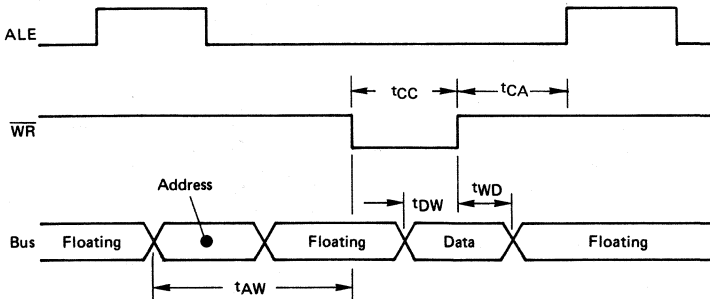 ALE
tCC
tCA
WR
Address
tDW
tWD
Bus
Floating
Floating
Data
Floating
tAW